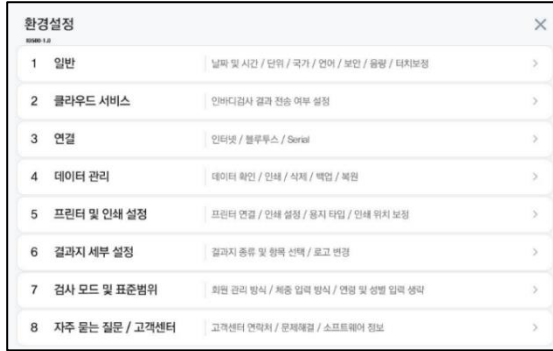 환경설정
1 일반 날짜 및 시간 / 단위 / 국가 / 언어 / 보안 / 음량 / 터치보정
2 클라우드 서비스 인바디검사 결과 전송 여부 설정
3 연결 인터넷 / 블루투스 / Serial
4 데이터 관리 데이터 확인 / 인쇄 / 삭제 / 백업 / 복원
5 프린터 및 인쇄 설정 프린터 연결 / 인쇄 설정 / 용지 타입 / 인쇄 위치 보정
6 결과지 세부 설정 결과지 종류 및 항목 선택 / 로고 변경
7 검사 모드 및 표준범위 회원 관리 방식 / 체중 입력 방식 / 연령 및 성별 입력 생략
8 자주 묻는 질문 / 고객센터 고객센터 연락처 / 문제해결 / 소프트웨어 정보